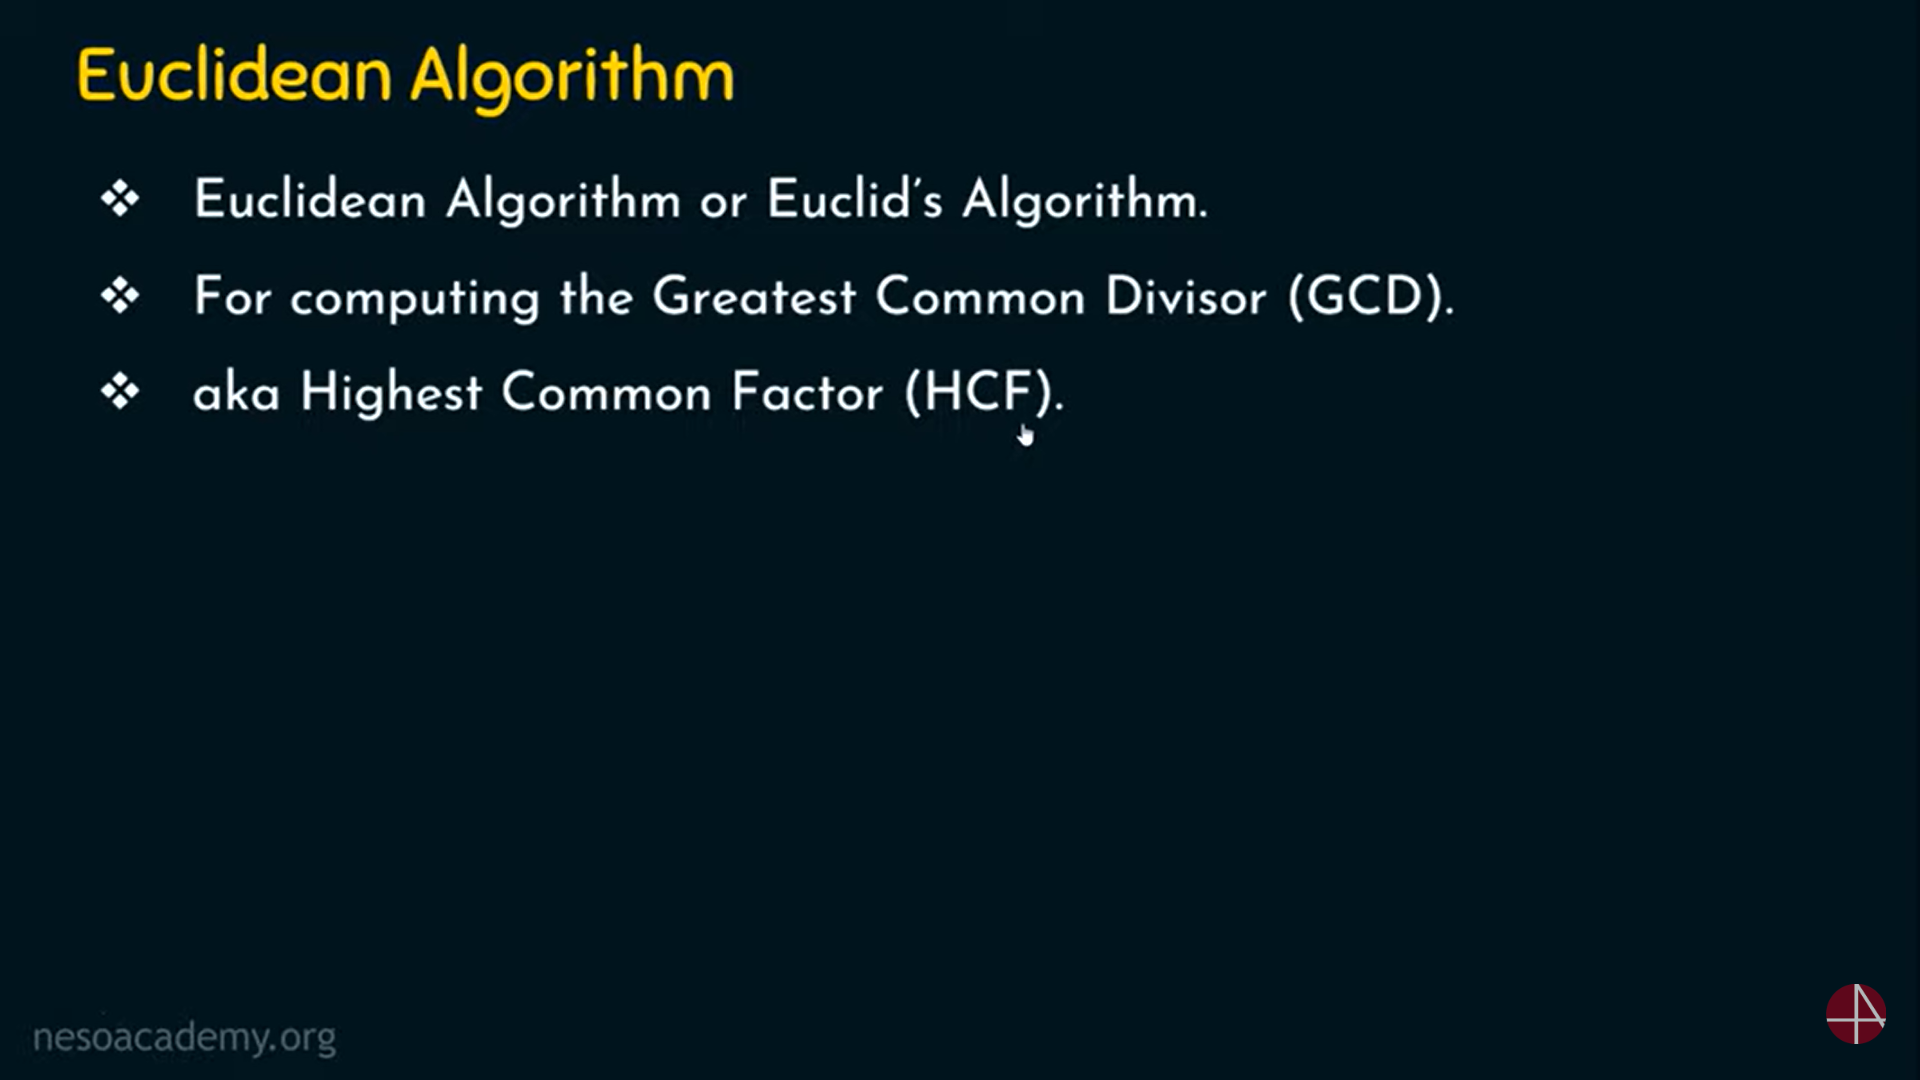 Euclidean Algorithm
❖ Euclidean Algorithm or Euclid’s Algorithm.
❖ For computing the Greatest Common Divisor (GCD).
❖ aka Highest Common Factor (HCF).
nesoacademy.org